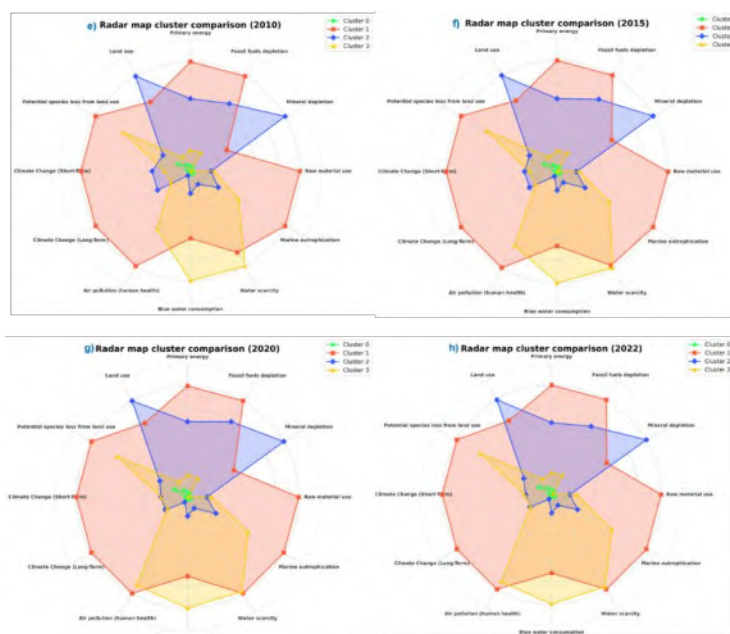 e) Radar map cluster comparison (2010)
Cluster 0
Cluster 1
Cluster 2
Cluster 3
Primary energy
Land use
Fossil fuels depletion
Potential species loss from land use
Mineral depletion
Climate Change (Short-Term)
Raw material use
Climate Change (Long-Term)
Marine eutrophication
Air pollution (human health)
Water scarcity
Blue water consumption
f) Radar map cluster comparison (2015)
Cluste
Cluste
Cluste
Cluste
Primary energy
Land use
Fossil fuels depletion
Potential species loss from land use
Mineral depletion
Climate Change (Short-Term)
Raw material use
Climate Change (Long-Term)
Marine eutrophication
Air pollution (human health)
Water scarcity
Blue water consumption
g) Radar map cluster comparison (2020)
Cluster 0
Cluster 1
Cluster 2
Cluster 3
Primary energy
Land use
Fossil fuels depletion
Potential species loss from land use
Mineral depletion
Climate Change (Short-Term)
Raw material use
Climate Change (Long-Term)
Marine eutrophication
Air pollution (human health)
Water scarcity
h) Radar map cluster comparison (2022)
Cluster 0
Cluster 1
Cluster 2
Cluster 3
Primary energy
Land use
Fossil fuels depletion
Potential species loss from land use
Mineral depletion
Climate Change (Short-Term)
Raw material use
Climate Change (Long-Term)
Marine eutrophication
Air pollution (human health)
Water scarcity
Blue water consumption